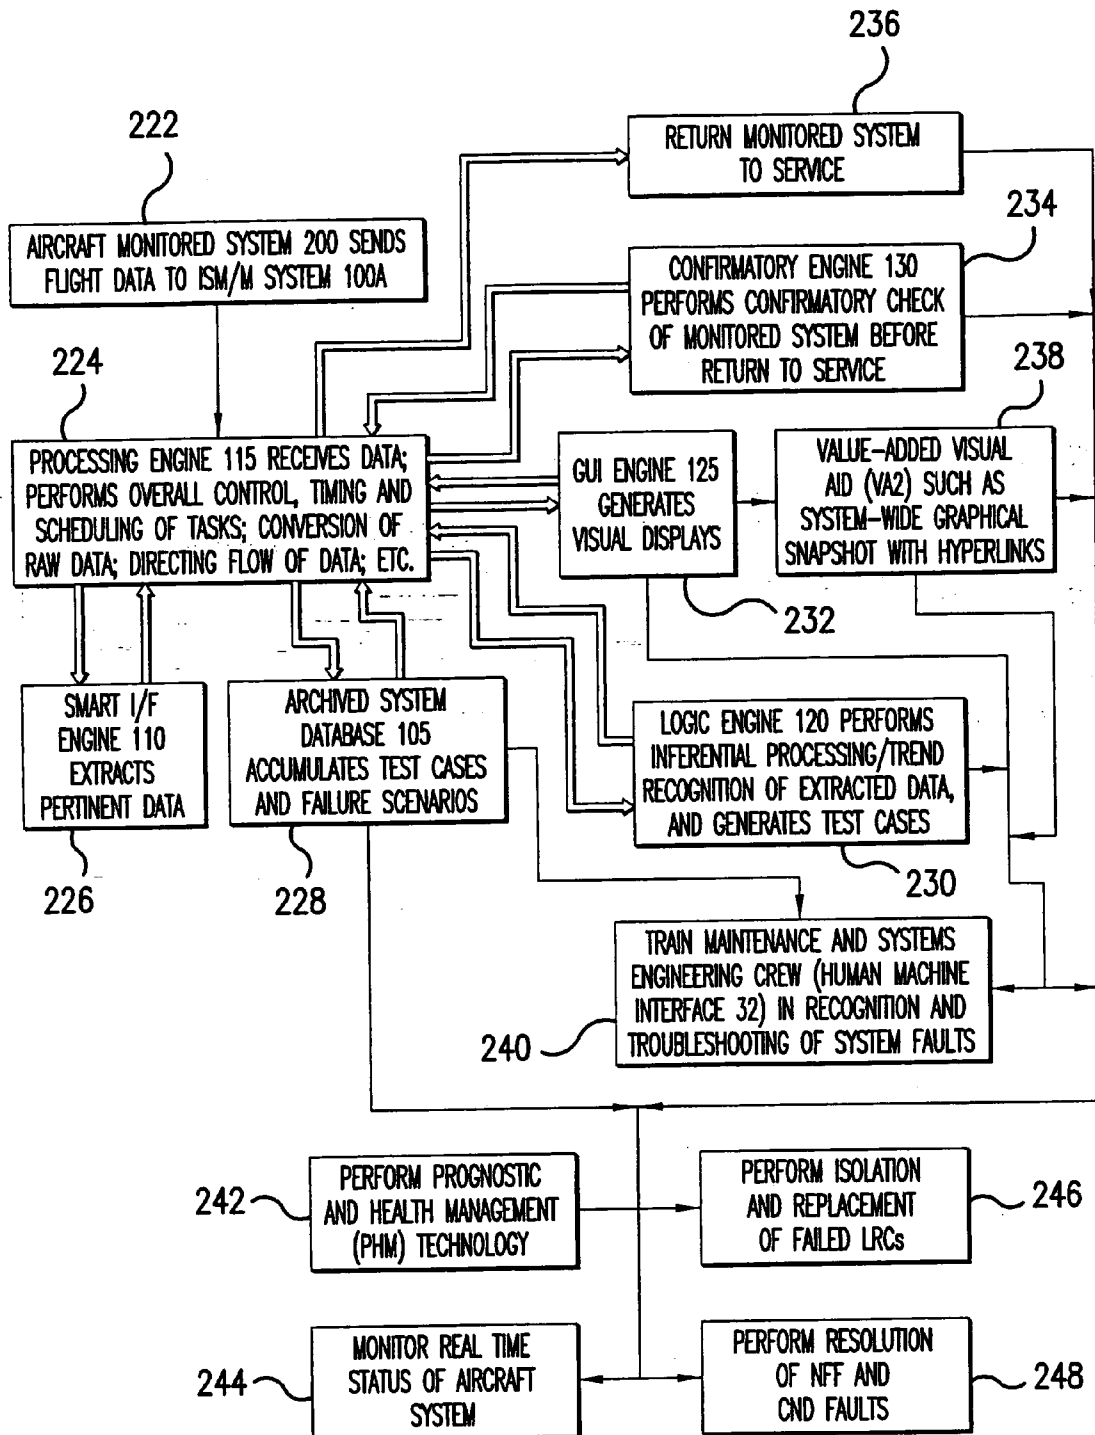 236
RETURN MONITORED SYSTEM
TO SERVICE
222
AIRCRAFT MONITORED SYSTEM 200 SENDS
FLIGHT DATA TO ISM/M SYSTEM 100A
234
CONFIRMATORY ENGINE 130
PERFORMS CONFIRMATORY CHECK
OF MONITORED SYSTEM BEFORE
RETURN TO SERVICE
224
PROCESSING ENGINE 115 RECEIVES DATA;
PERFORMS OVERALL CONTROL, TIMING AND
SCHEDULING OF TASKS; CONVERSION OF
RAW DATA; DIRECTING FLOW OF DATA; ETC.
GUI ENGINE 125
GENERATES
VISUAL DISPLAYS
232
238
VALUE-ADDED VISUAL
AID (VA2) SUCH AS
SYSTEM-WIDE GRAPHICAL
SNAPSHOT WITH HYPERLINKS
SMART I/F
ENGINE 110
EXTRACTS
PERTINENT DATA
226
ARCHIVED SYSTEM
DATABASE 105
ACCUMULATES TEST CASES
AND FAILURE SCENARIOS
228
LOGIC ENGINE 120 PERFORMS
INFERENTIAL PROCESSING/TREND
RECOGNITION OF EXTRACTED DATA,
AND GENERATES TEST CASES
230
TRAIN MAINTENANCE AND SYSTEMS
ENGINEERING CREW (HUMAN MACHINE
INTERFACE 32) IN RECOGNITION AND
TROUBLESHOOTING OF SYSTEM FAULTS
240
242
PERFORM PROGNOSTIC
AND HEALTH MANAGEMENT
(PHM) TECHNOLOGY
PERFORM ISOLATION
AND REPLACEMENT
OF FAILED LRCs
246
244
MONITOR REAL TIME
STATUS OF AIRCRAFT
SYSTEM
PERFORM RESOLUTION
OF NFF AND
CND FAULTS
248